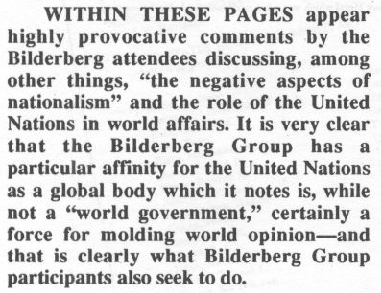 WITHIN THESE PAGES appear
highly provocative comments by the
Bilderberg attendees discussing, among
other things, “the negative aspects of
nationalism” and the role of the United
Nations in world affairs. It is very clear
that the Bilderberg Group has a
particular affinity for the United Nations
as a global body which it notes is, while
not a “world government,” certainly a
force for molding world opinion—and
that is clearly what Bilderberg Group
participants also seek to do.